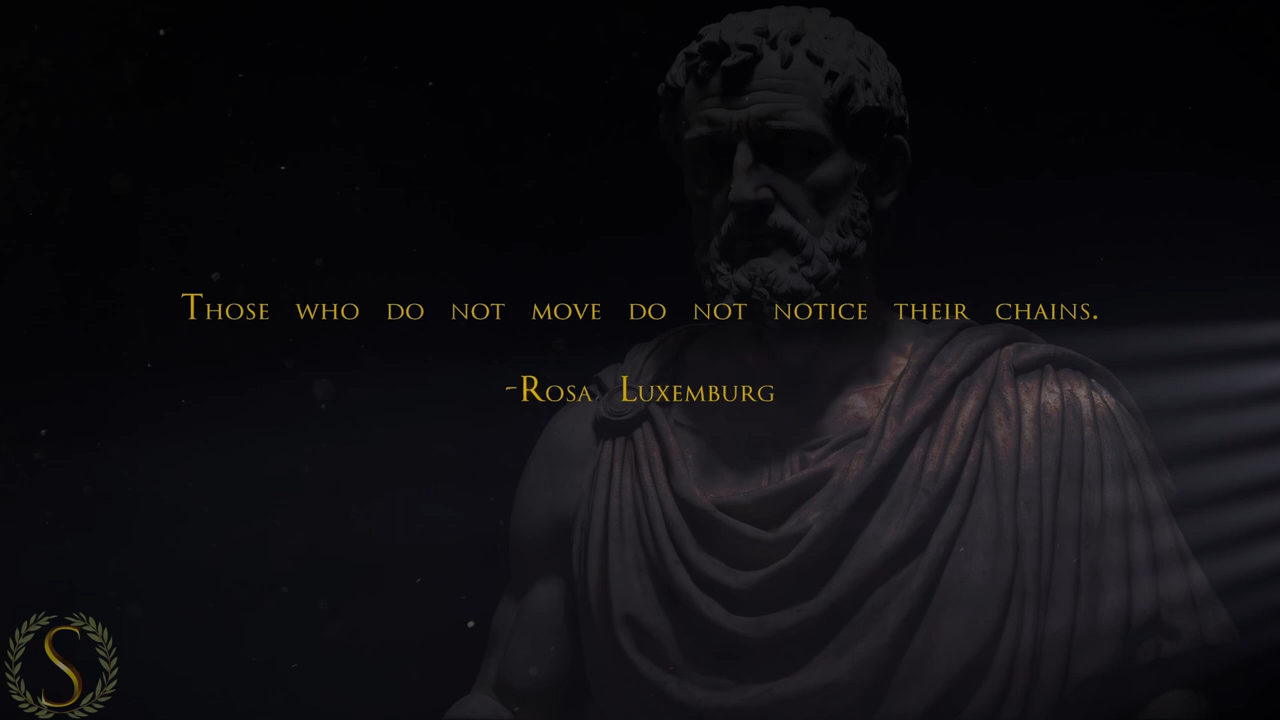 Those who do not move do not notice their chains.
-Rosa Luxemburg
S